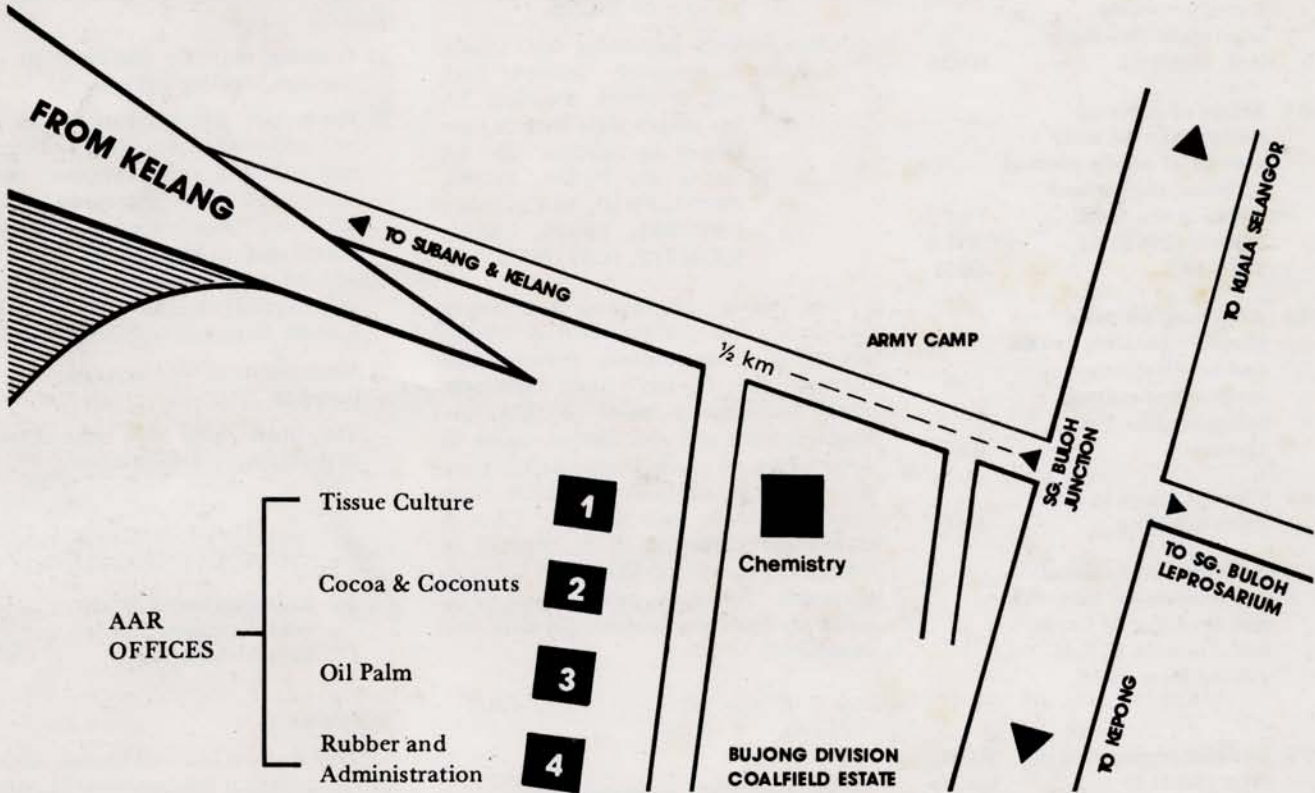 FROM KELANG
TO SUBANG & KELANG
½ km
ARMY CAMP
TO KUALA SELANGOR
SG. BULOH
JUNCTION
TO SG. BULOH
LEPROSARIUM
TO KEPONG
Chemistry
BUJONG DIVISION
COALFIELD ESTATE
AAR
OFFICES
Tissue Culture
1
Cocoa & Coconuts
2
Oil Palm
3
Rubber and
Administration
4